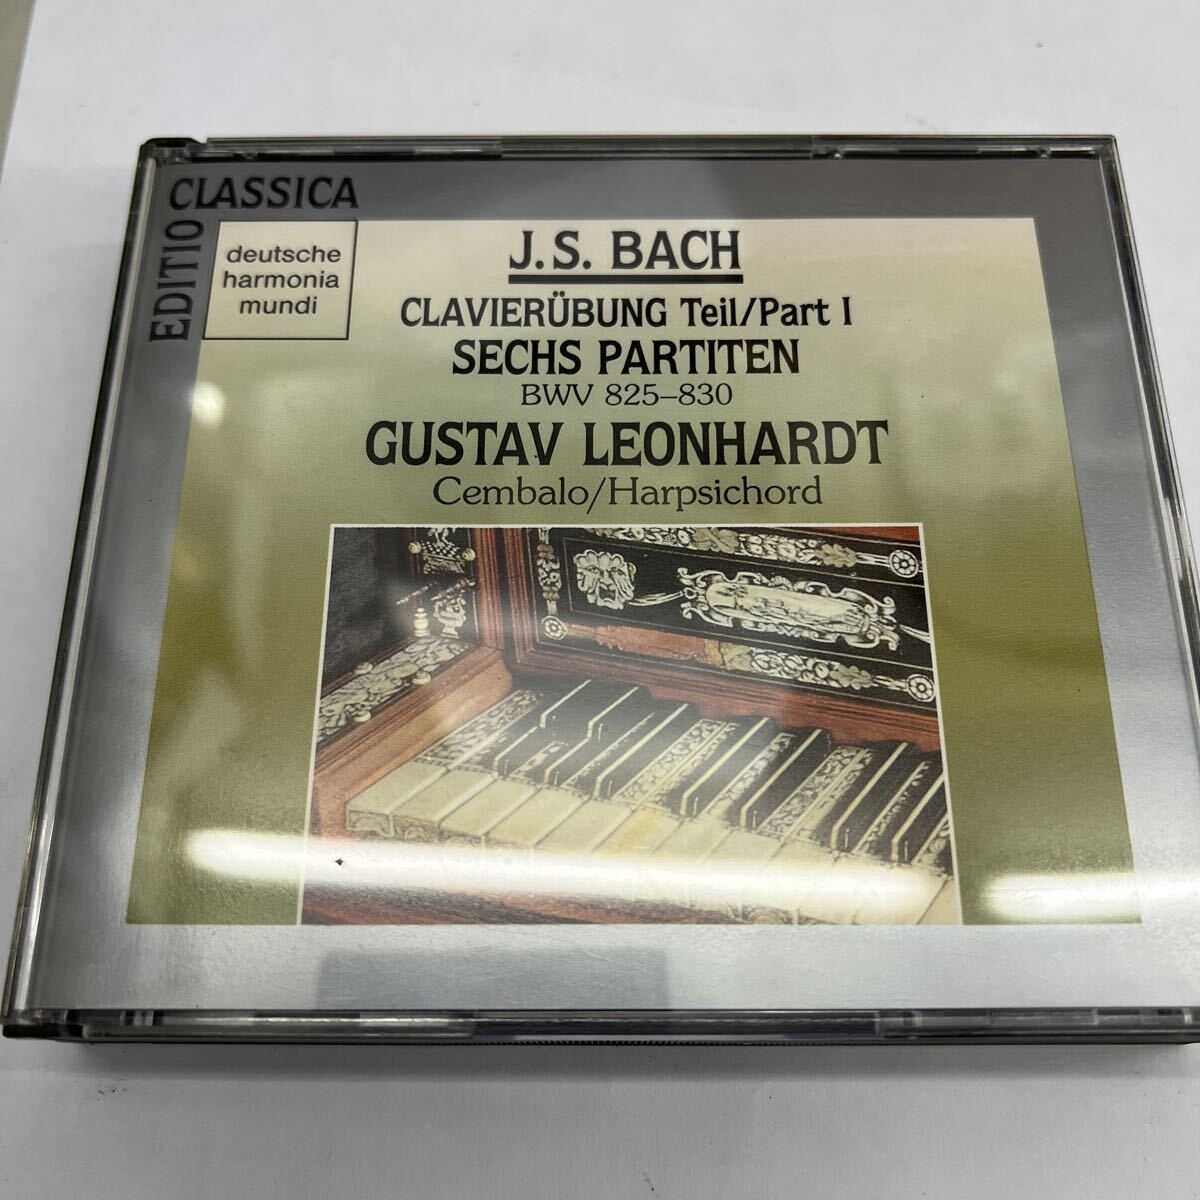 EDITIO
CLASSICA
deutsche
harmonia
mundi
J.S. BACH
CLAVIERÜBUNG Teil/Part I
SECHS PARTITEN
BWV 825–830
GUSTAV LEONHARDT
Cembalo/Harpsichord